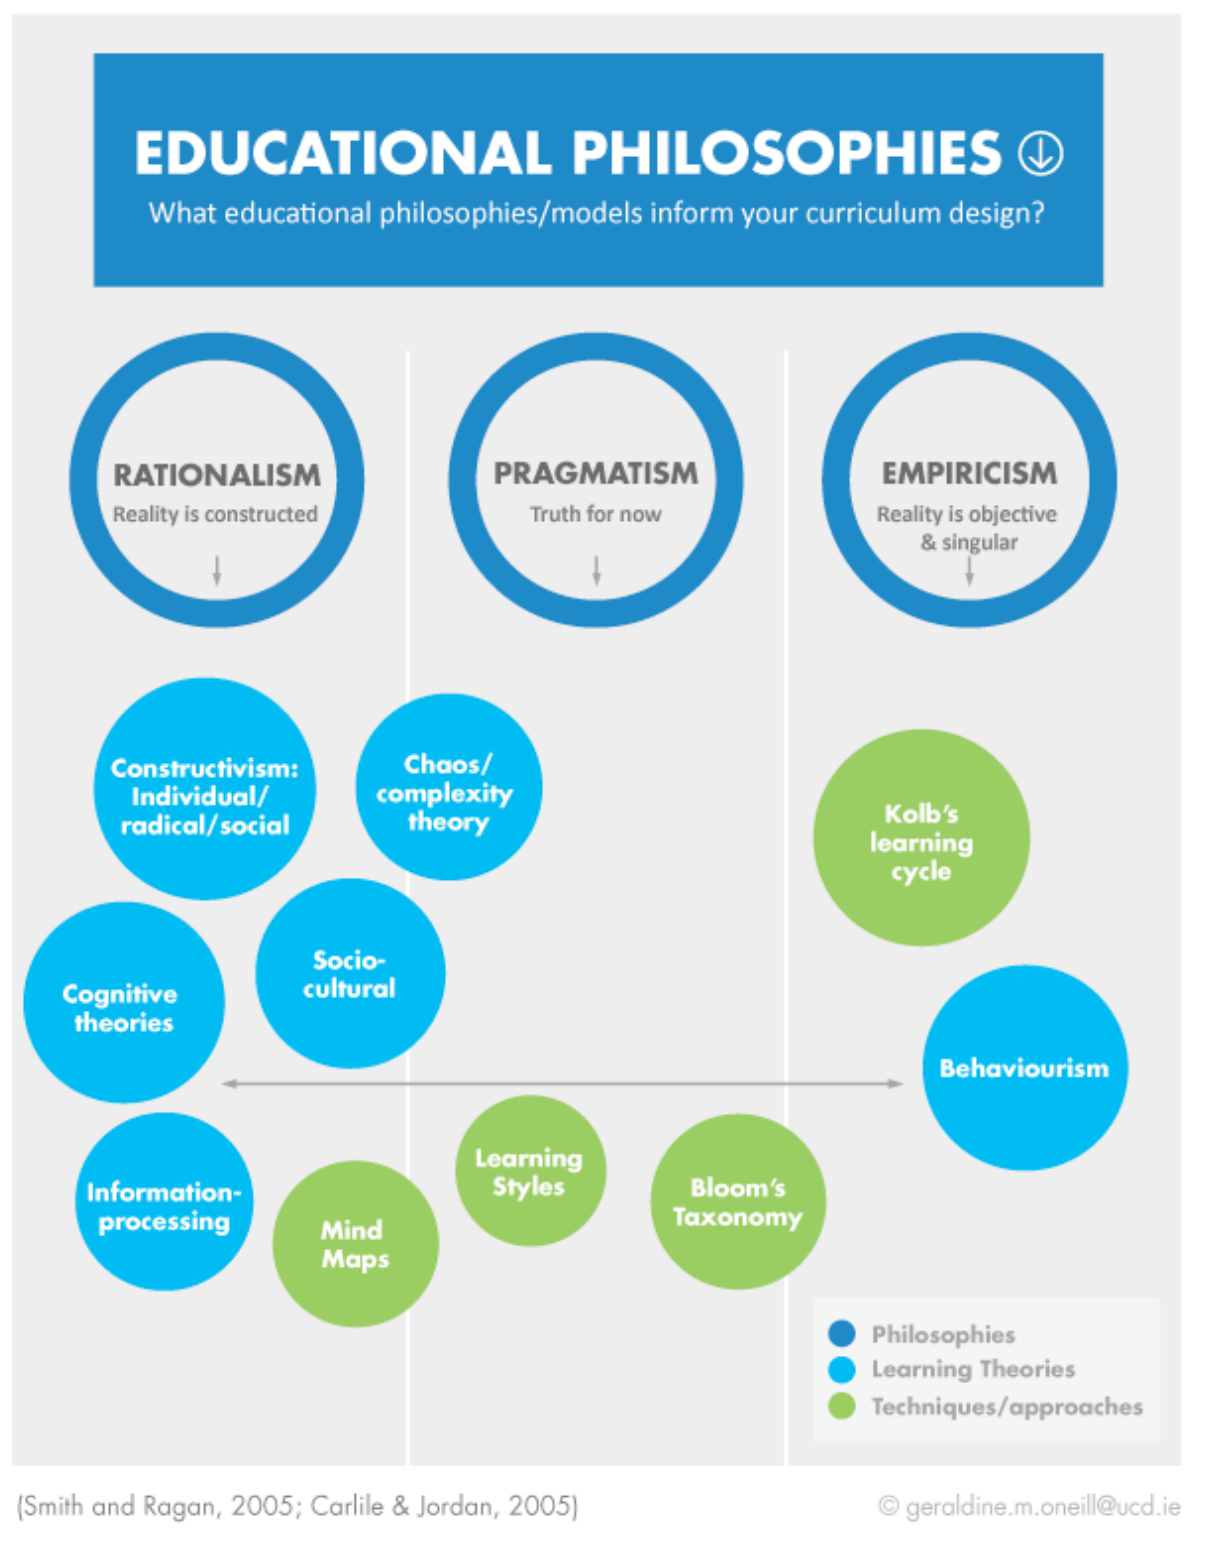 EDUCATIONAL PHILOSOPHIES
What educational philosophies/models inform your curriculum design?
RATIONALISM
Reality is constructed
PRAGMATISM
Truth for now
EMPIRICISM
Reality is objective
& singular
Constructivism:
Individual/
radical/social
Chaos/
complexity
theory
Kolb's
learning
cycle
Socio-
cultural
Cognitive
theories
Behaviourism
Learning
Styles
Bloom's
Taxonomy
Information-
processing
Mind
Maps
Philosophies
Learning Theories
Techniques/approaches
(Smith and Ragan, 2005; Carlile & Jordan, 2005)
© geraldine.m.oneill@ucd.ie